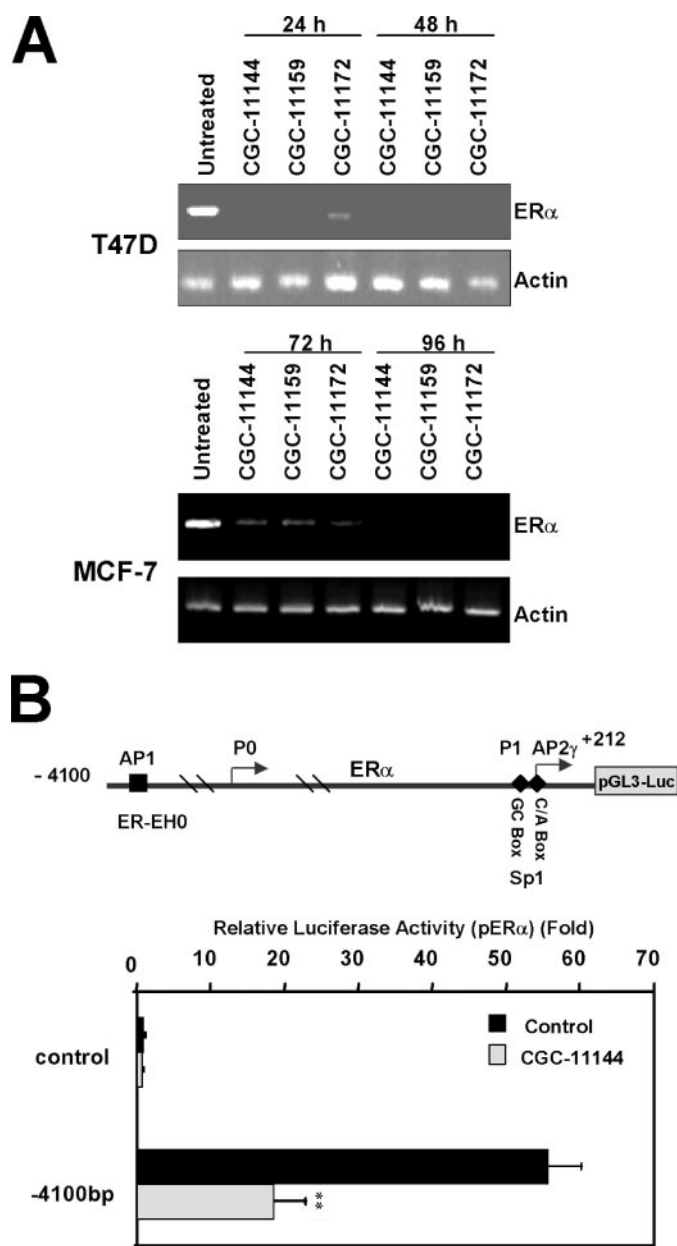 A
24 h 48 h
Untreated CGC-11144 CGC-11159 CGC-11172 CGC-11144 CGC-11159 CGC-11172
ERα
T47D
Actin
72 h 96 h
Untreated CGC-11144 CGC-11159 CGC-11172 CGC-11144 CGC-11159 CGC-11172
ERα
MCF-7
Actin
B
AP1 P0 ERα P1 AP2γ +212
- 4100 pGL3-Luc
ER-EH0 GC Box C/A Box
Sp1
Relative Luciferase Activity (pERα) (Fold)
0 10 20 30 40 50 60 70
Control
control
CGC-11144
-4100bp
**